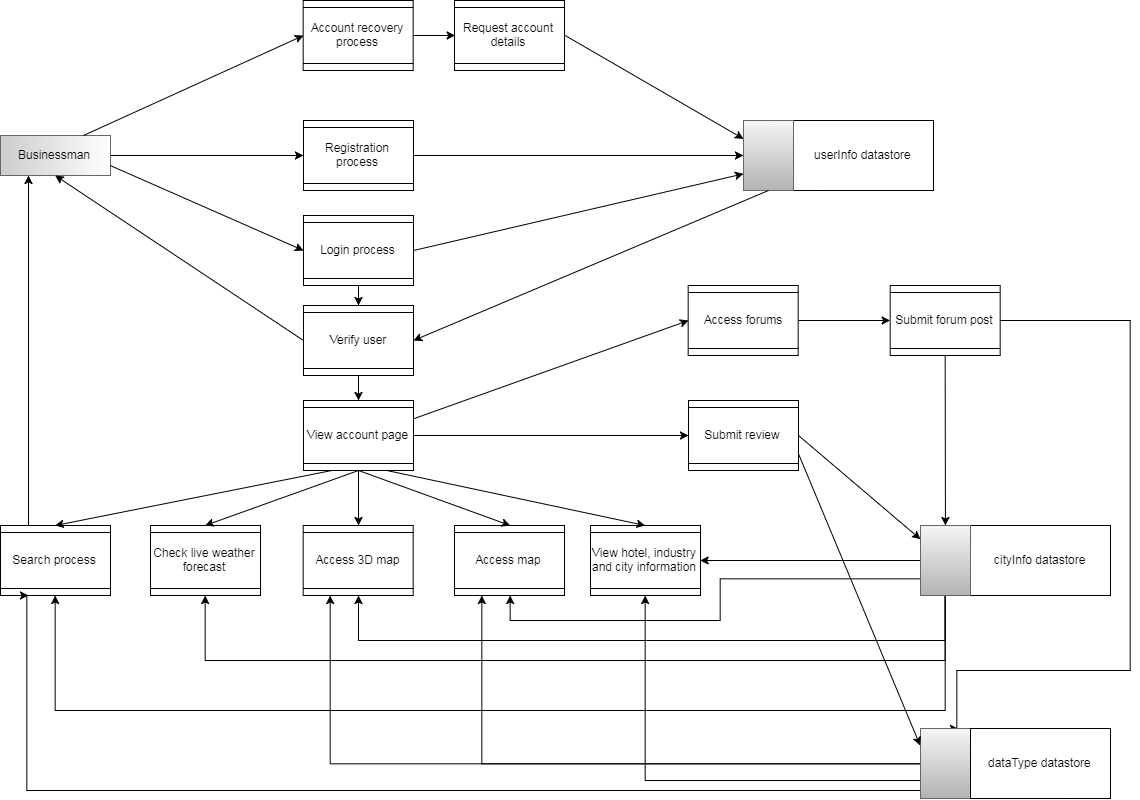 Account recovery
process
Request account
details
Businessman
Registration
process
userInfo datastore
Login process
Verify user
Access forums
Submit forum post
View account page
Submit review
Search process
Check live weather
forecast
Access 3D map
Access map
View hotel, industry
and city information
cityInfo datastore
dataType datastore